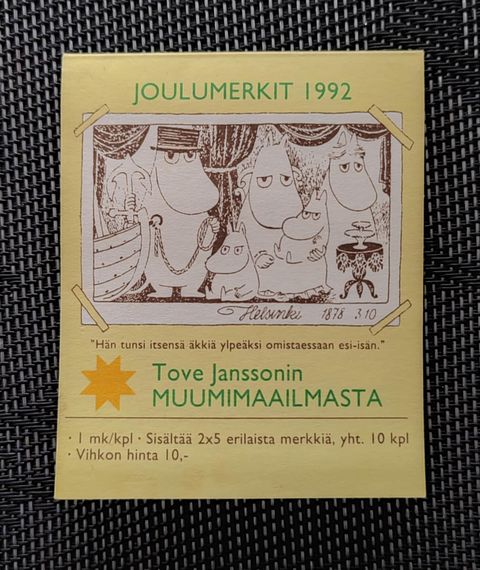 JOULUMERKIT 1992
Helsinki 1878 3.10
"Hän tunsi itsensä äkkiä ylpeäksi omistaessaan esi-isän."
Tove Janssonin
MUUMIMAAILMASTA
· 1 mk/kpl · Sisältää 2x5 erilaista merkkiä, yht. 10 kpl
· Vihkon hinta 10,-